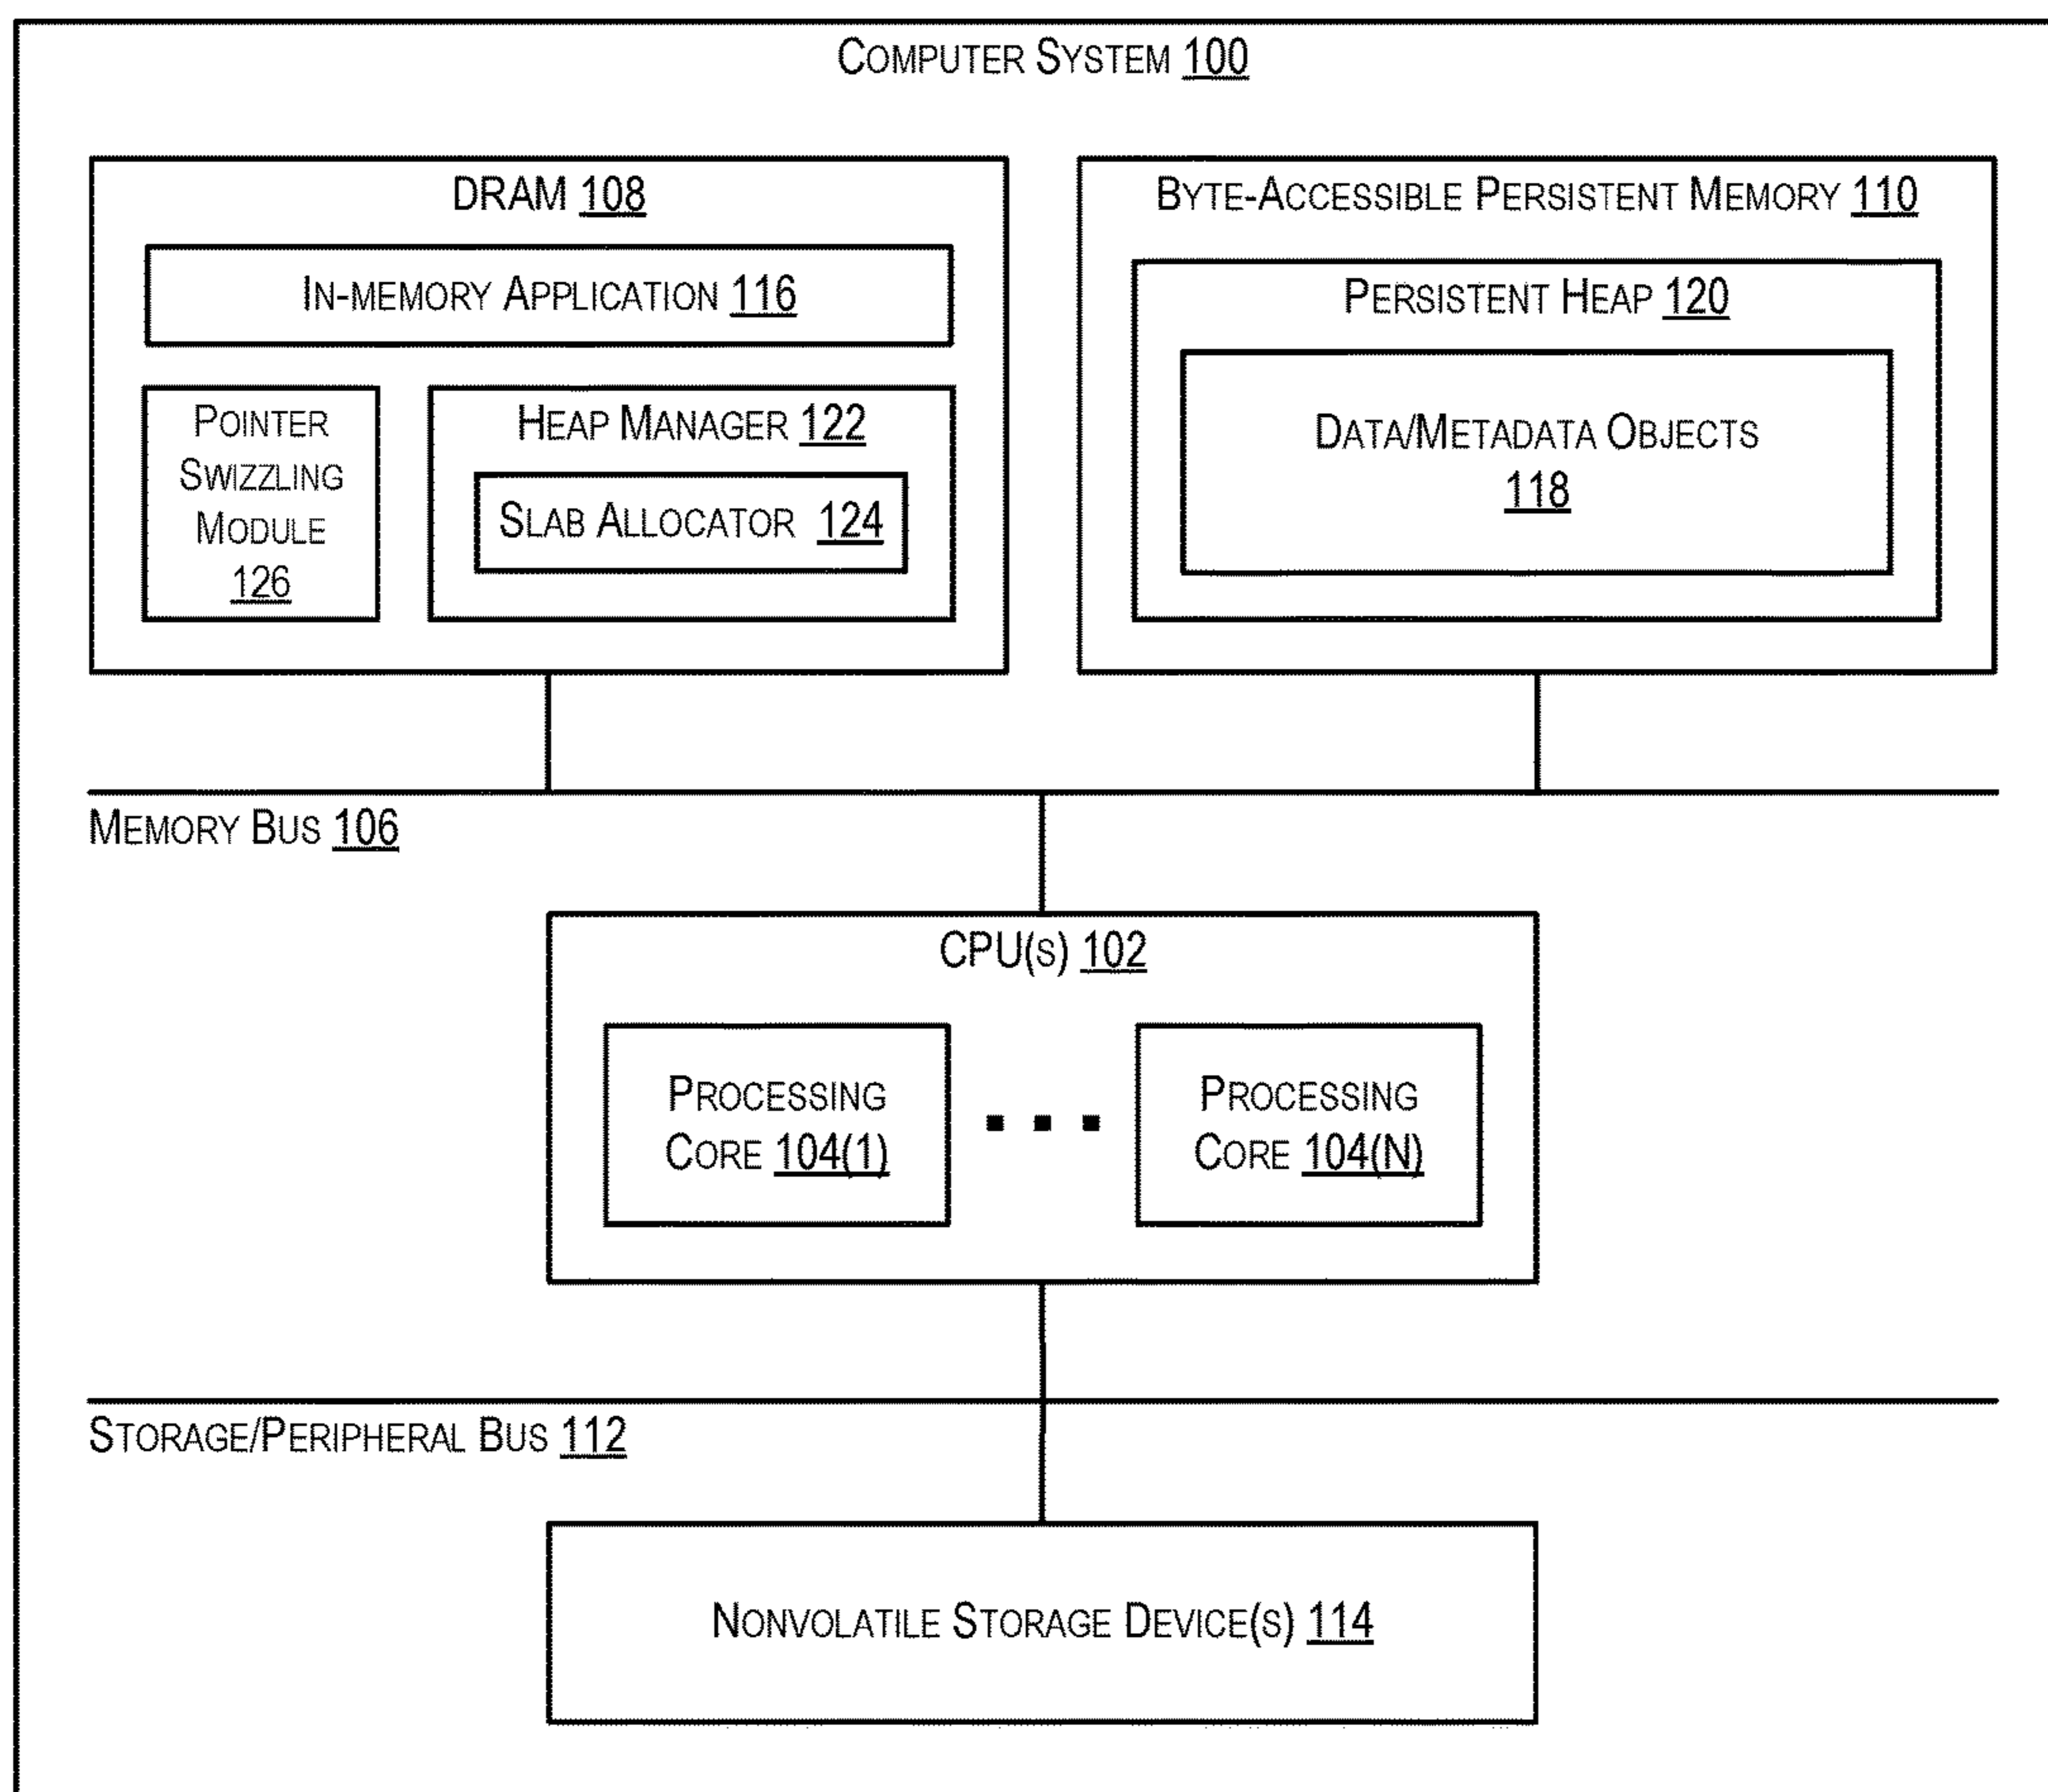 COMPUTER SYSTEM 100
DRAM 108
IN-MEMORY APPLICATION 116
POINTER
SWIZZLING
MODULE
126
HEAP MANAGER 122
SLAB ALLOCATOR 124
BYTE-ACCESSIBLE PERSISTENT MEMORY 110
PERSISTENT HEAP 120
DATA/METADATA OBJECTS
118
MEMORY BUS 106
CPU(S) 102
PROCESSING
CORE 104(1)
PROCESSING
CORE 104(N)
STORAGE/PERIPHERAL BUS 112
NONVOLATILE STORAGE DEVICE(S) 114